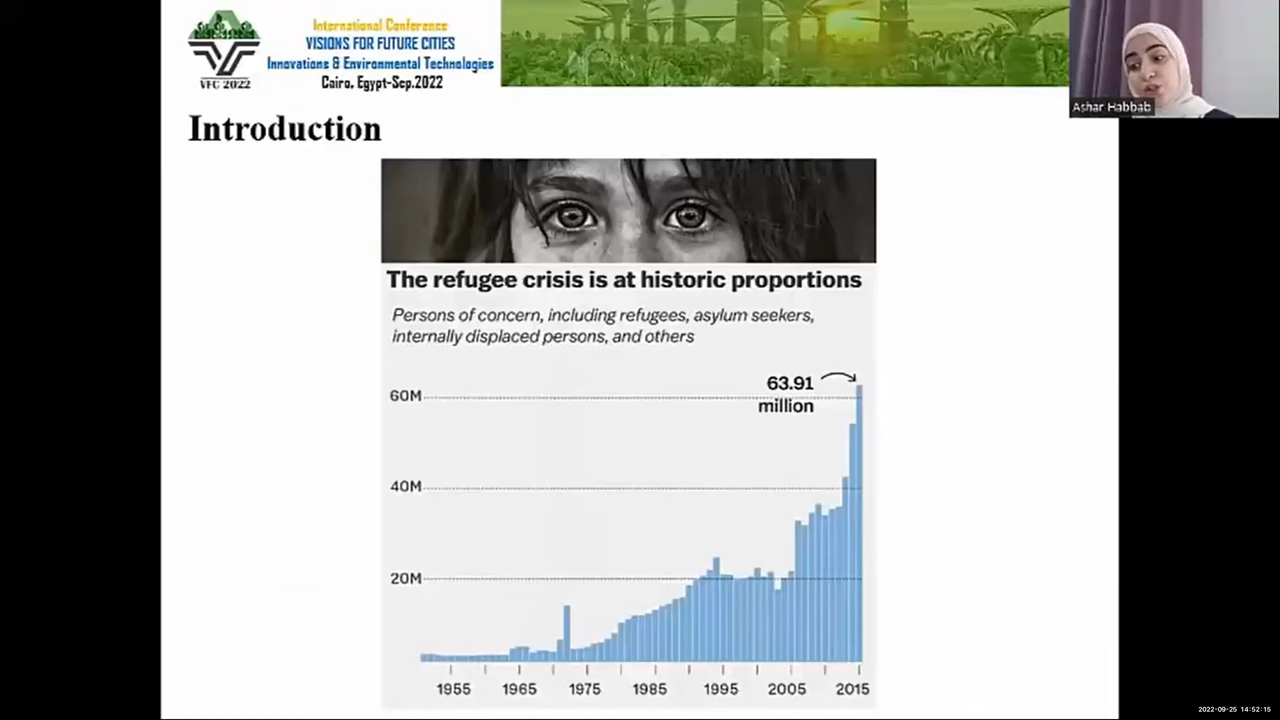 International Conference
VISIONS FOR FUTURE CITIES
Innovations & Environmental Technologies
Cairo, Egypt-Sep.2022
VFC 2022
Ashar Habbab
Introduction
The refugee crisis is at historic proportions
Persons of concern, including refugees, asylum seekers,
internally displaced persons, and others
63.91
million
60M
40M
20M
1955 1965 1975 1985 1995 2005 2015
2022-09-25 14:52:15